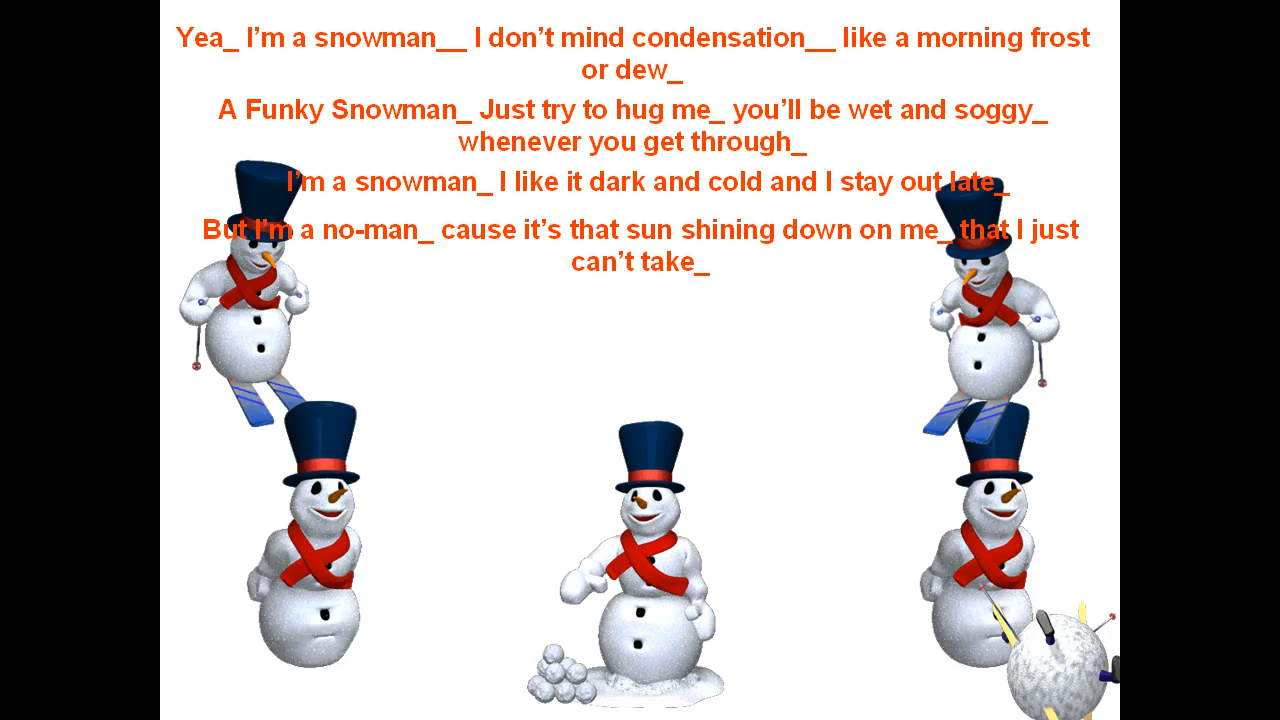 Yea_ I’m a snowman__ I don’t mind condensation__ like a morning frost
or dew_
A Funky Snowman_ Just try to hug me_ you’ll be wet and soggy_
whenever you get through_
I’m a snowman_ I like it dark and cold and I stay out late_
But I’m a no-man_ cause it’s that sun shining down on me_ that I just
can’t take_